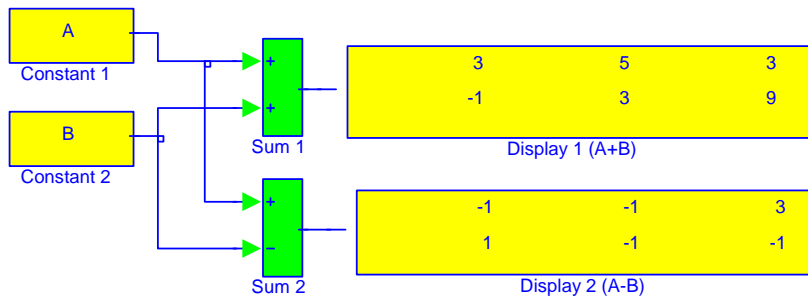 A
Constant 1
B
Constant 2
+
+
Sum 1
3 5 3
-1 3 9
Display 1 (A+B)
+
−
Sum 2
-1 -1 3
1 -1 -1
Display 2 (A-B)